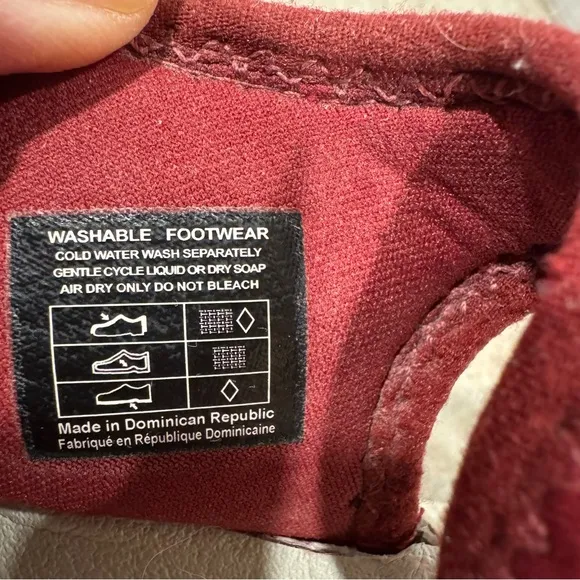 WASHABLE FOOTWEAR
COLD WATER WASH SEPARATELY
GENTLE CYCLE LIQUID OR DRY SOAP
AIR DRY ONLY DO NOT BLEACH
Made in Dominican Republic
Fabriqué en République Dominicaine